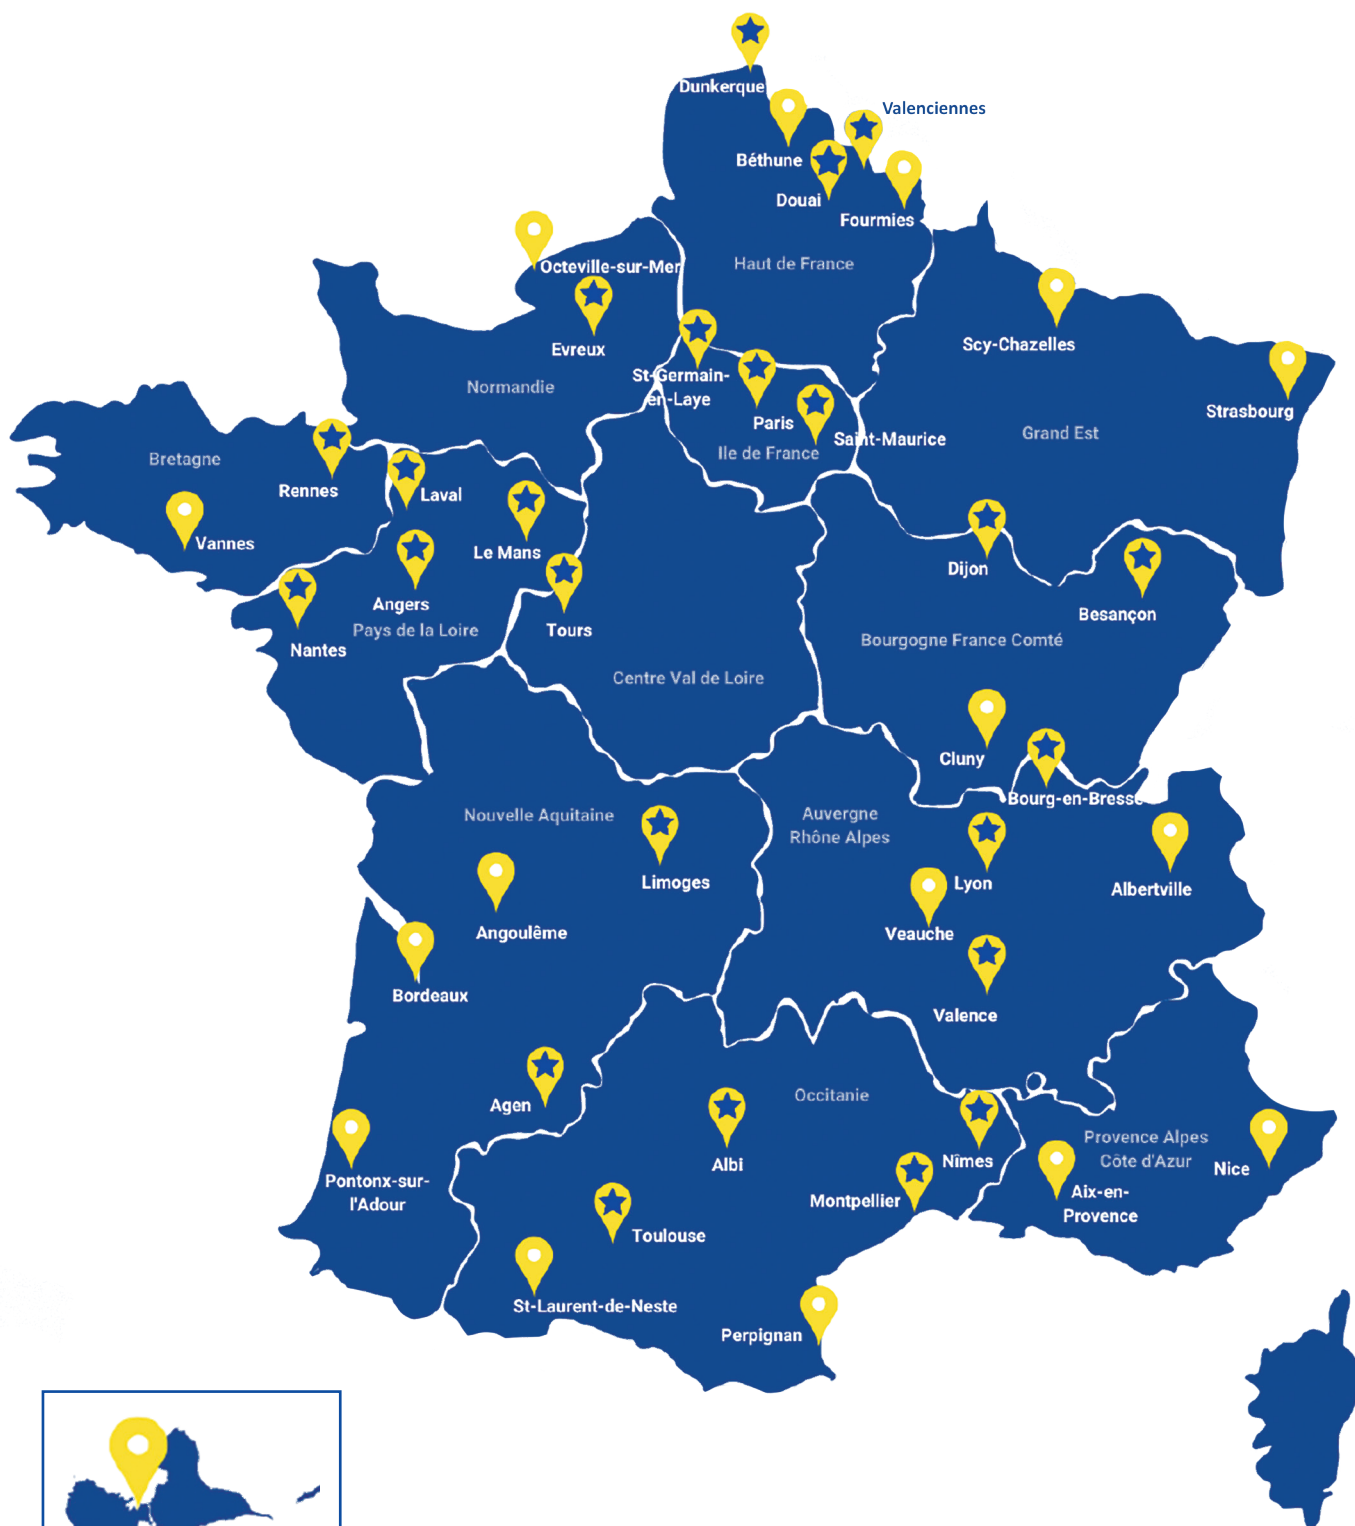 Dunkerque
Valenciennes
Béthune
Douai
Fourmies
Haut de France
Octeville-sur-Mer
Evreux
Scy-Chazelles
St-Germain-
en-Laye
Normandie
Strasbourg
Paris
Saint-Maurice
Ile de France
Grand Est
Bretagne
Rennes
Laval
Vannes
Le Mans
Dijon
Angers
Besançon
Pays de la Loire
Tours
Nantes
Bourgogne France Comté
Centre Val de Loire
Cluny
Bourg-en-Bresse
Nouvelle Aquitaine
Auvergne
Rhône Alpes
Limoges
Lyon
Albertville
Angoulême
Veauche
Bordeaux
Valence
Agen
Occitanie
Provence Alpes
Côte d'Azur
Albi
Nîmes
Nice
Pontonx-sur-
l'Adour
Montpellier
Aix-en-
Provence
Toulouse
St-Laurent-de-Neste
Perpignan